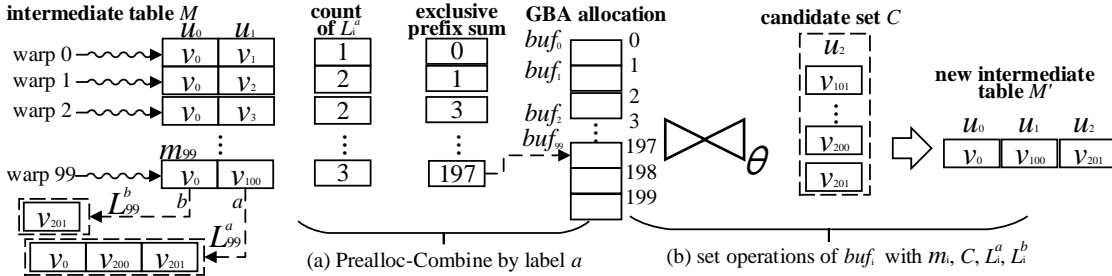 intermediate table M
u₀ u₁
warp 0 v₀ v₁
warp 1 v₀ v₂
warp 2 v₀ v₃
⋮
m₉₉
warp 99 v₀ v₁₀₀
b a
L₉₉ᵇ
v₂₀₁
L₉₉ᵃ
v₀ v₂₀₀ v₂₀₁
count
of Lᵢᵃ
1
2
2
⋮
3
exclusive
prefix sum
0
1
3
⋮
197
(a) Prealloc-Combine by label a
GBA allocation
buf₀ 0
buf₁ 1
2
buf₂ 3
⋮
buf₉₉ 197
198
199
θ
candidate set C
u₂
v₁₀₁
⋮
v₂₀₀
v₂₀₁
new intermediate
table M'
u₀ u₁ u₂
v₀ v₁₀₀ v₂₀₁
(b) set operations of bufᵢ with mᵢ, C, Lᵢᵃ, Lᵢᵇ